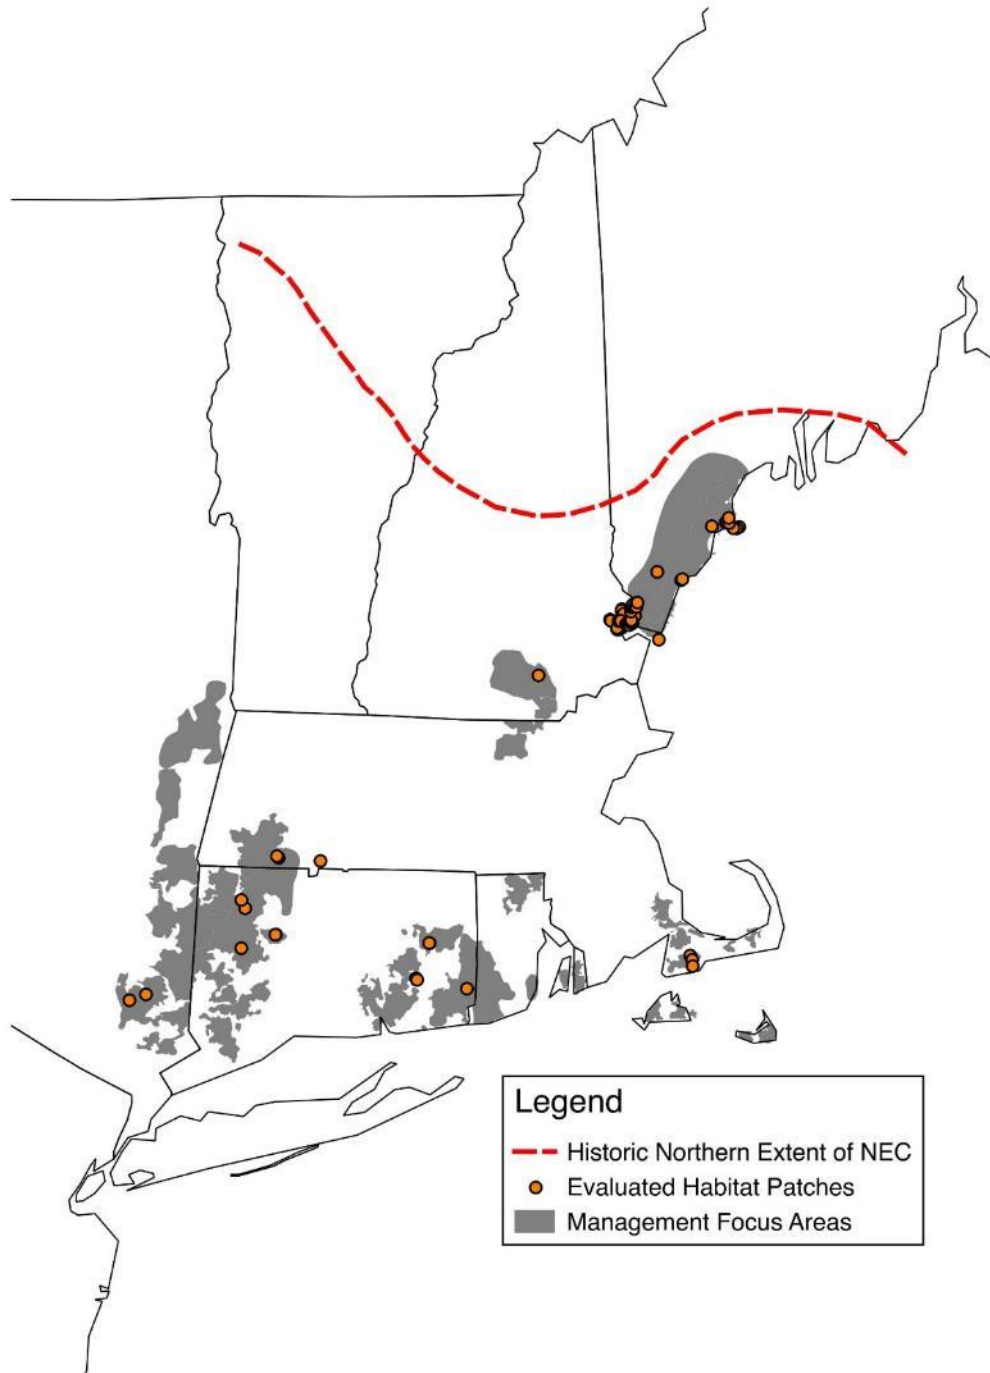 Legend
Historic Northern Extent of NEC
Evaluated Habitat Patches
Management Focus Areas